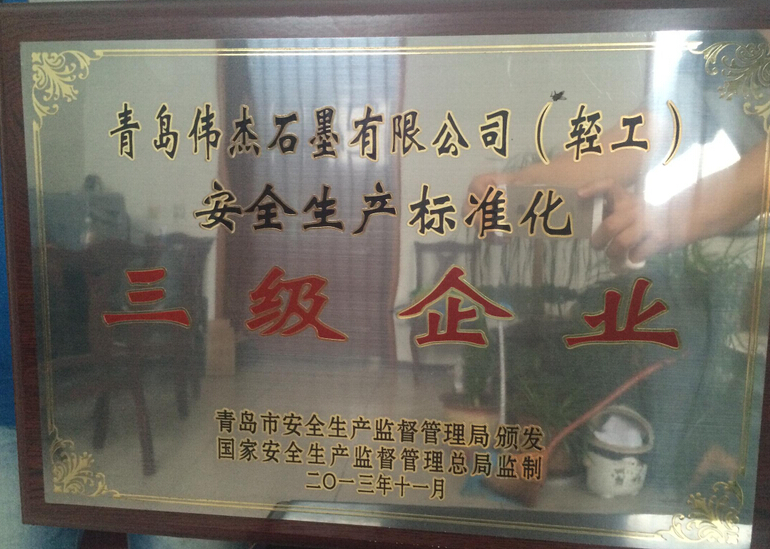 青岛伟杰石墨有限公司（轻工）
安全生产标准化
三级企业
青岛市安全生产监督管理局颁发
国家安全生产监督管理总局监制
二〇一三年十一月